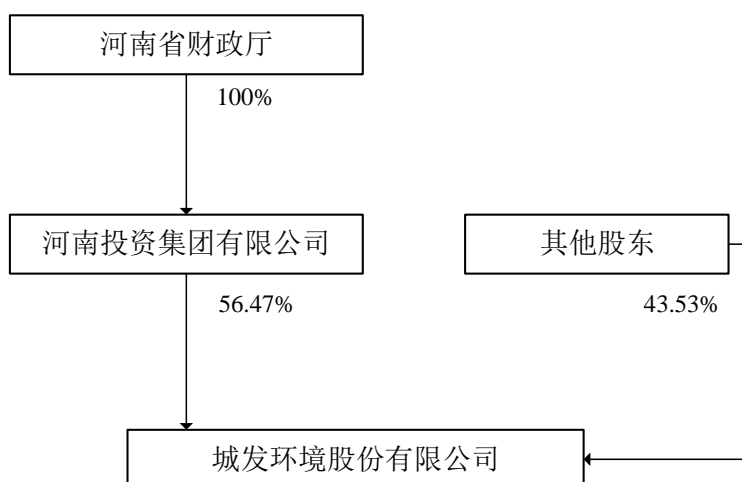 河南省财政厅
100%
河南投资集团有限公司
其他股东
56.47%
43.53%
城发环境股份有限公司